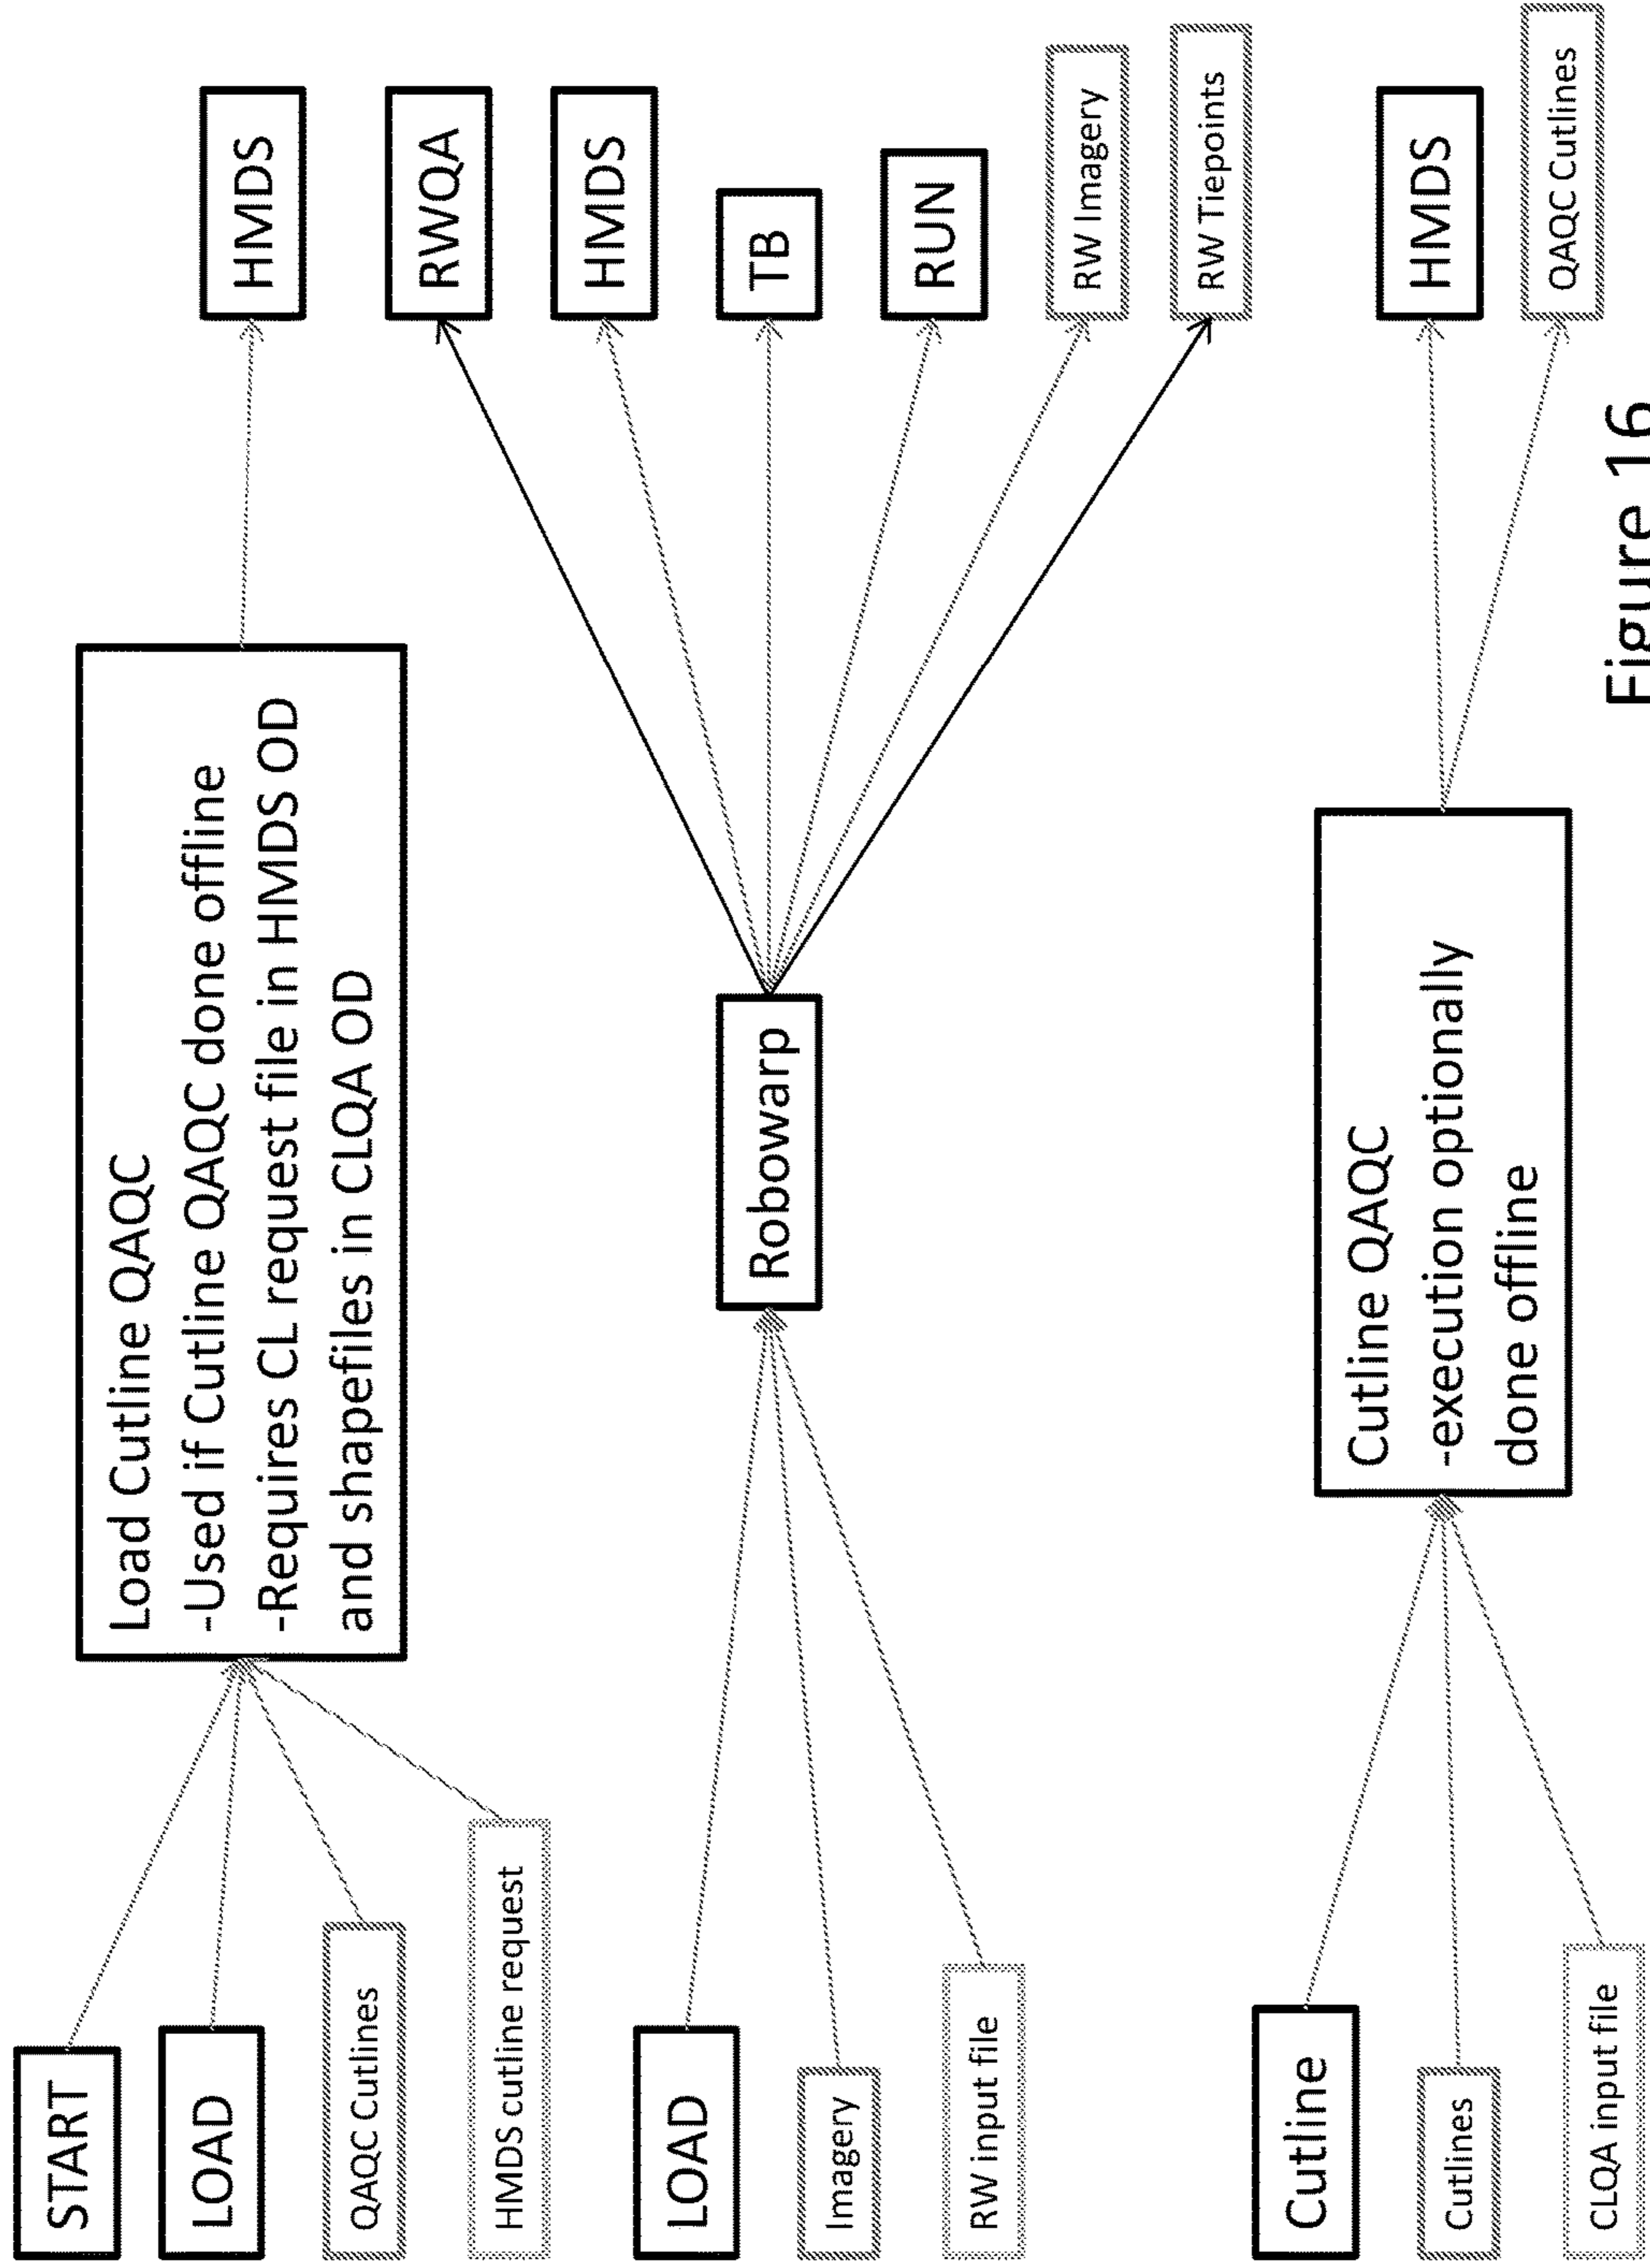 START
LOAD
QAQC Cutlines
HMDS cutline request
Load Cutline QAQC
-Used if Cutline QAQC done offline
-Requires CL request file in HMDS OD
and shapefiles in CLQA OD
HMDS
LOAD
Imagery
RW input file
Robowarp
RWQA
HMDS
TB
RUN
RW Imagery
RW Tiepoints
Cutline
Cutlines
CLQA input file
Cutline QAQC
-execution optionally
done offline
HMDS
QAQC Cutlines
Figure 16